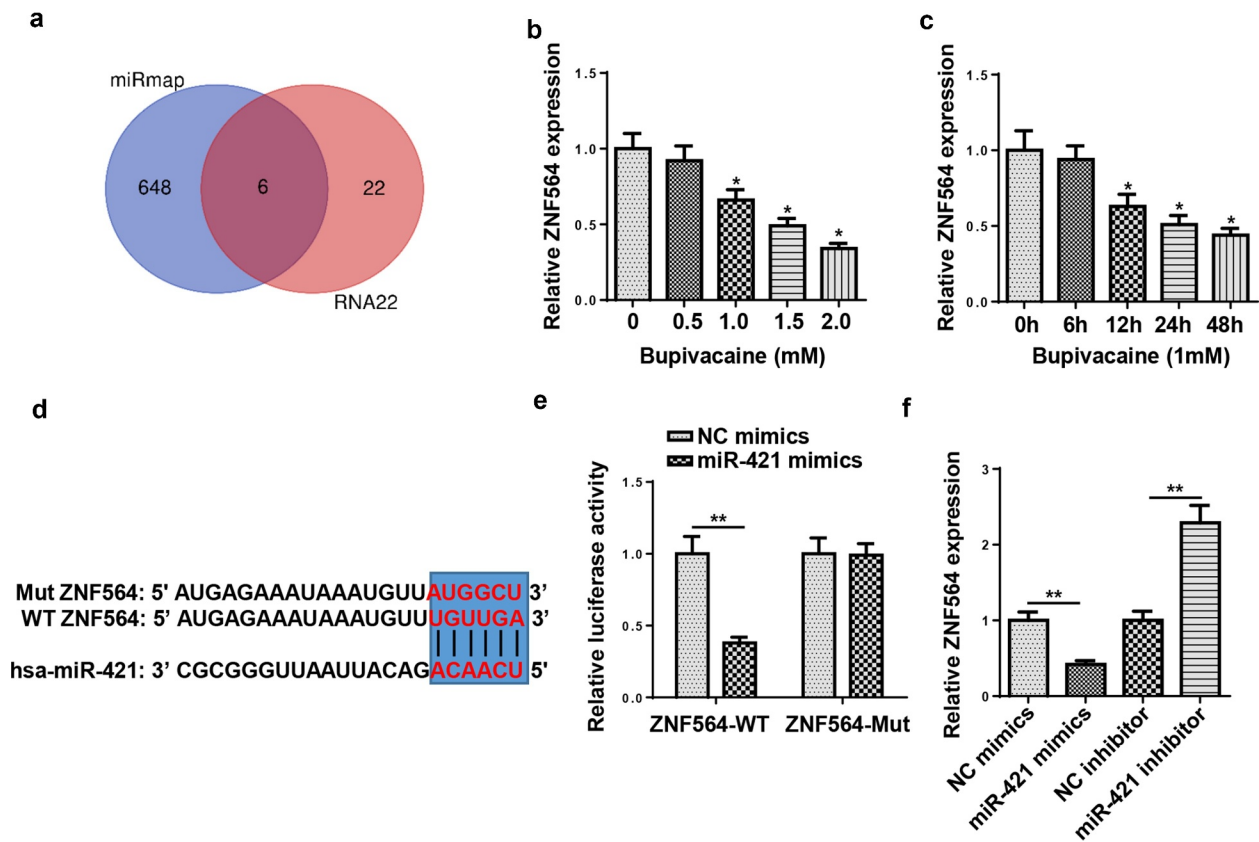 a
miRmap
648
6
22
RNA22
b
Relative ZNF564 expression
1.5
1.0
0.5
0.0
*
*
*
0 0.5 1.0 1.5 2.0
Bupivacaine (mM)
c
Relative ZNF564 expression
1.5
1.0
0.5
0.0
*
*
*
0h 6h 12h 24h 48h
Bupivacaine (1mM)
d
Mut ZNF564: 5' AUGAGAAAUAAAUGUUAUGGCU 3’
WT ZNF564: 5' AUGAGAAAUAAAUGUUUGUUGA 3’
hsa-miR-421: 3’ CGCGGGUUAAUUACAGACAACU 5'
e
NC mimics
miR-421 mimics
Relative luciferase activity
1.5
1.0
0.5
0.0
**
ZNF564-WT ZNF564-Mut
f
Relative ZNF564 expression
3
2
1
0
**
**
NC mimics
miR-421 mimics
NC inhibitor
miR-421 inhibitor